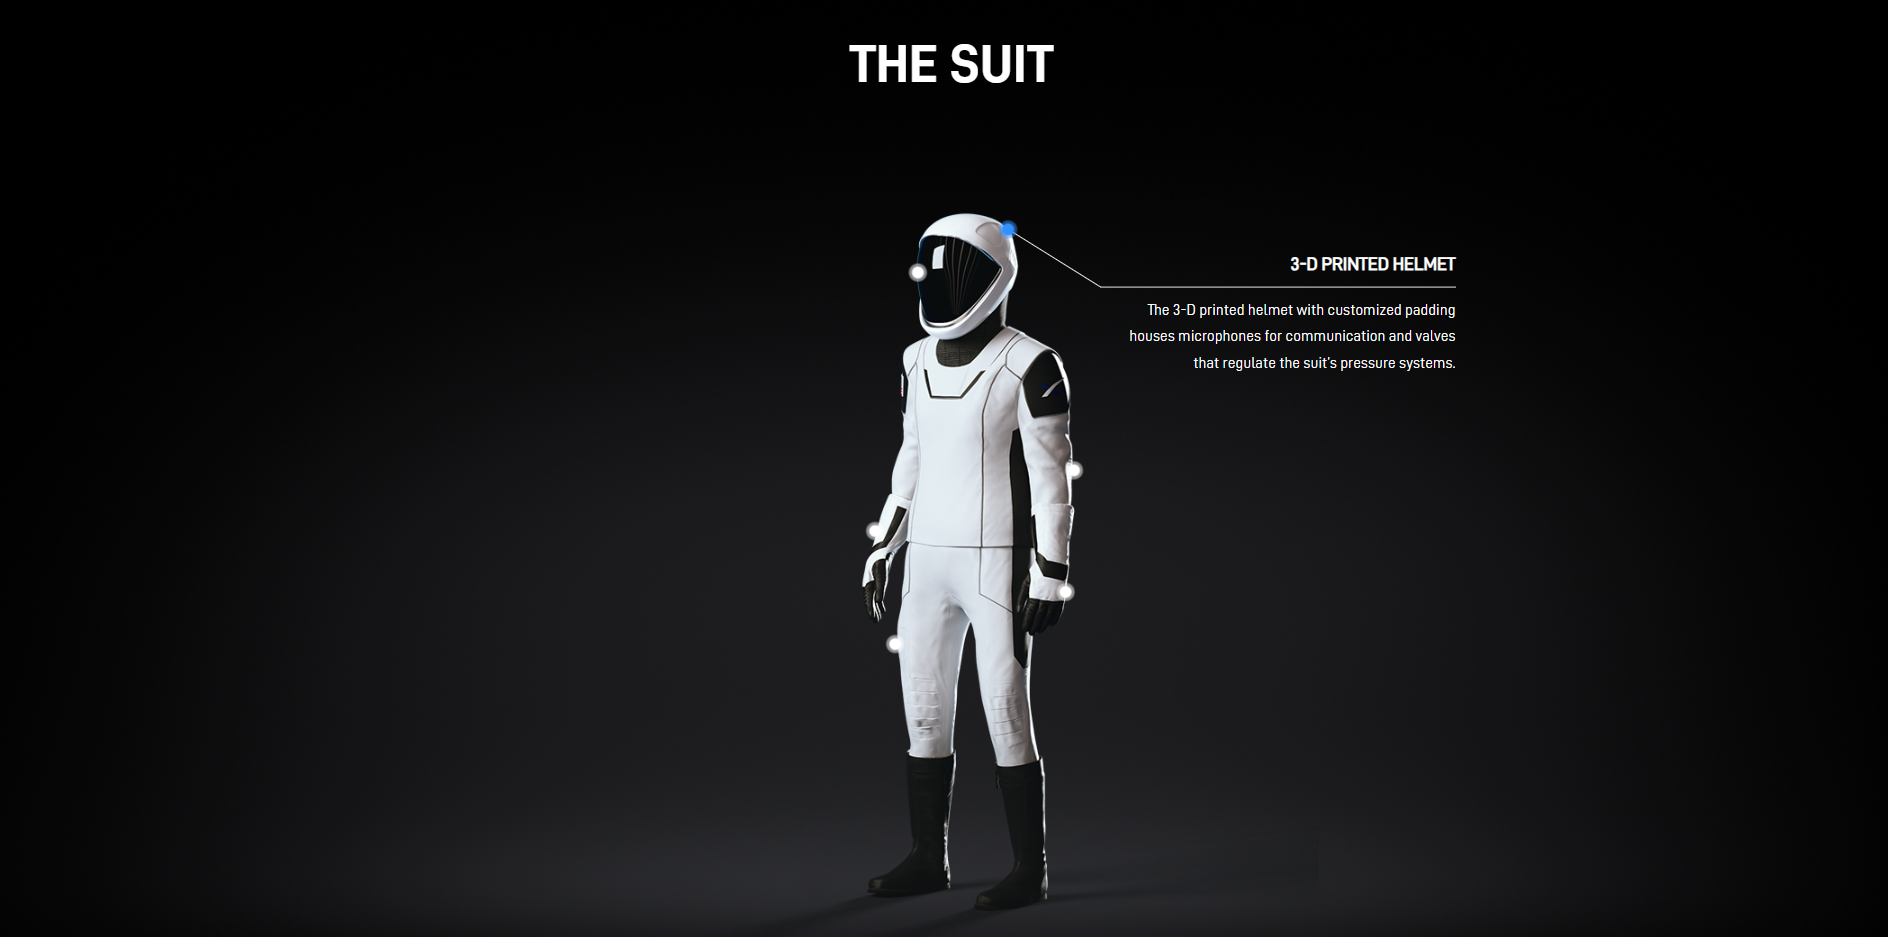 THE SUIT
3-D PRINTED HELMET
The 3-D printed helmet with customized padding
houses microphones for communication and valves
that regulate the suit's pressure systems.